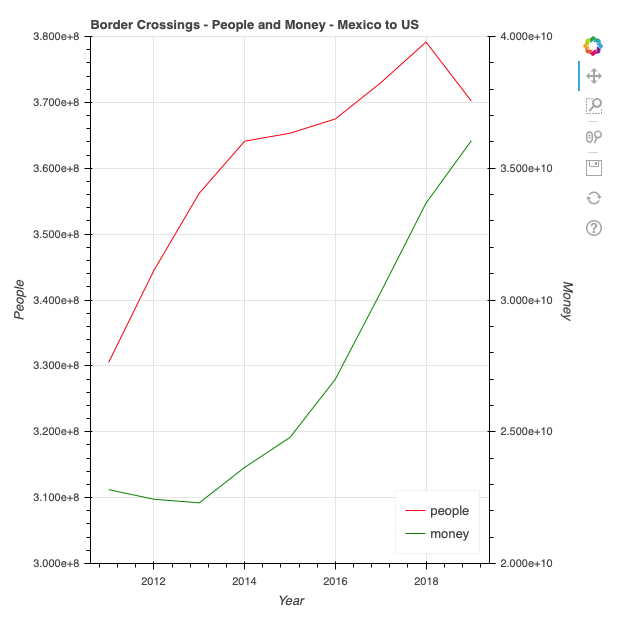 Border Crossings - People and Money - Mexico to US
3.800e+8
3.700e+8
3.600e+8
3.500e+8
3.400e+8
3.300e+8
3.200e+8
3.100e+8
3.000e+8
People
4.000e+10
3.500e+10
3.000e+10
2.500e+10
2.000e+10
Money
people
money
2012 2014 2016 2018
Year
?